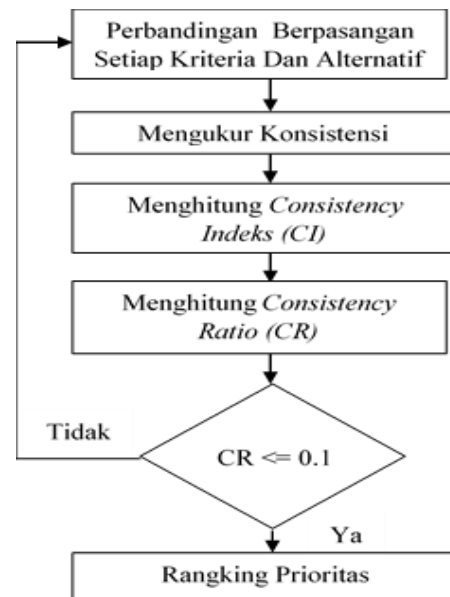 Perbandingan Berpasangan
Setiap Kriteria Dan Alternatif
Mengukur Konsistensi
Menghitung Consistency
Indeks (CI)
Menghitung Consistency
Ratio (CR)
Tidak
CR <= 0.1
Ya
Rangking Prioritas